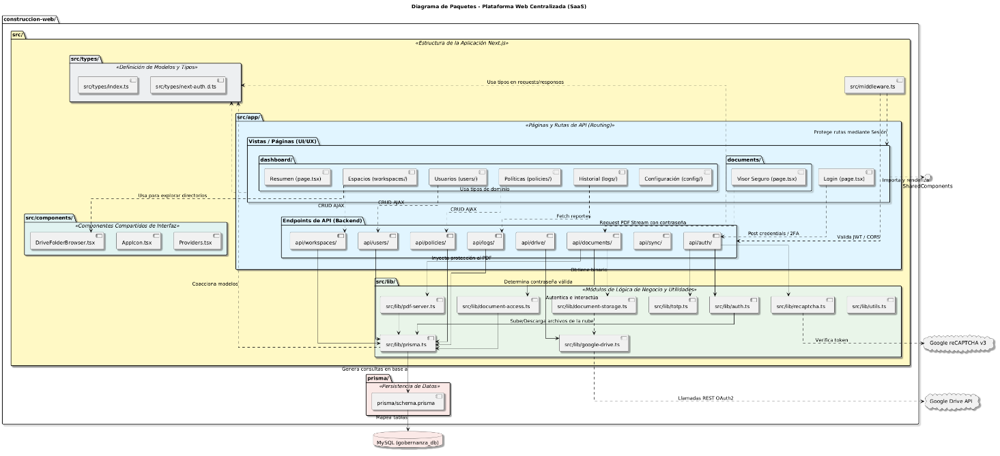 Diagrama de Paquetes - Plataforma Web Centralizada (SaaS)
construccion-web/
src/
«Estructura de la Aplicación Next.js»
src/types/
«Definición de Modelos y Tipos»
src/types/index.ts
src/types/next-auth.d.ts
Usa tipos en requests/responses
src/middleware.ts
src/app/
«Páginas y Rutas de API (Routing)»
Protege rutas mediante Sesión
Vistas / Páginas (UI/UX)
dashboard/
documents/
Resumen (page.tsx)
Espacios (workspaces/)
Usuarios (users/)
Políticas (policies/)
Historial (logs/)
Configuración (config/)
Visor Seguro (page.tsx)
Login (page.tsx)
Importa y renderiza
SharedComponents
Usa tipos de dominio
Usa para explorar directorios
CRUD AJAX
CRUD AJAX
CRUD AJAX
Fetch reportes
src/components/
«Componentes Compartidos de Interfaz»
DriveFolderBrowser.tsx
AppIcon.tsx
Providers.tsx
Endpoints de API (Backend)
Request PDF Stream con contraseña
Post credentials / 2FA
Valida JWT / CORS
api/workspaces/
api/users/
api/policies/
api/logs/
api/drive/
api/documents/
api/sync/
api/auth/
Inyecta protección al PDF
Obtiene binario
Coacciona modelos
src/lib/
Determina contraseña válida
«Módulos de Lógica de Negocio y Utilidades»
Autentica e interactúa
src/lib/pdf-server.ts
src/lib/document-access.ts
src/lib/document-storage.ts
src/lib/totp.ts
src/lib/auth.ts
src/lib/recaptcha.ts
src/lib/utils.ts
Sube/Descarga archivos de la nube
Verifica token
src/lib/prisma.ts
src/lib/google-drive.ts
Google reCAPTCHA v3
Genera consultas en base a
prisma/
«Persistencia de Datos»
prisma/schema.prisma
Llamadas REST OAuth2
Google Drive API
Mapea tablas
MySQL (gobernanza_db)